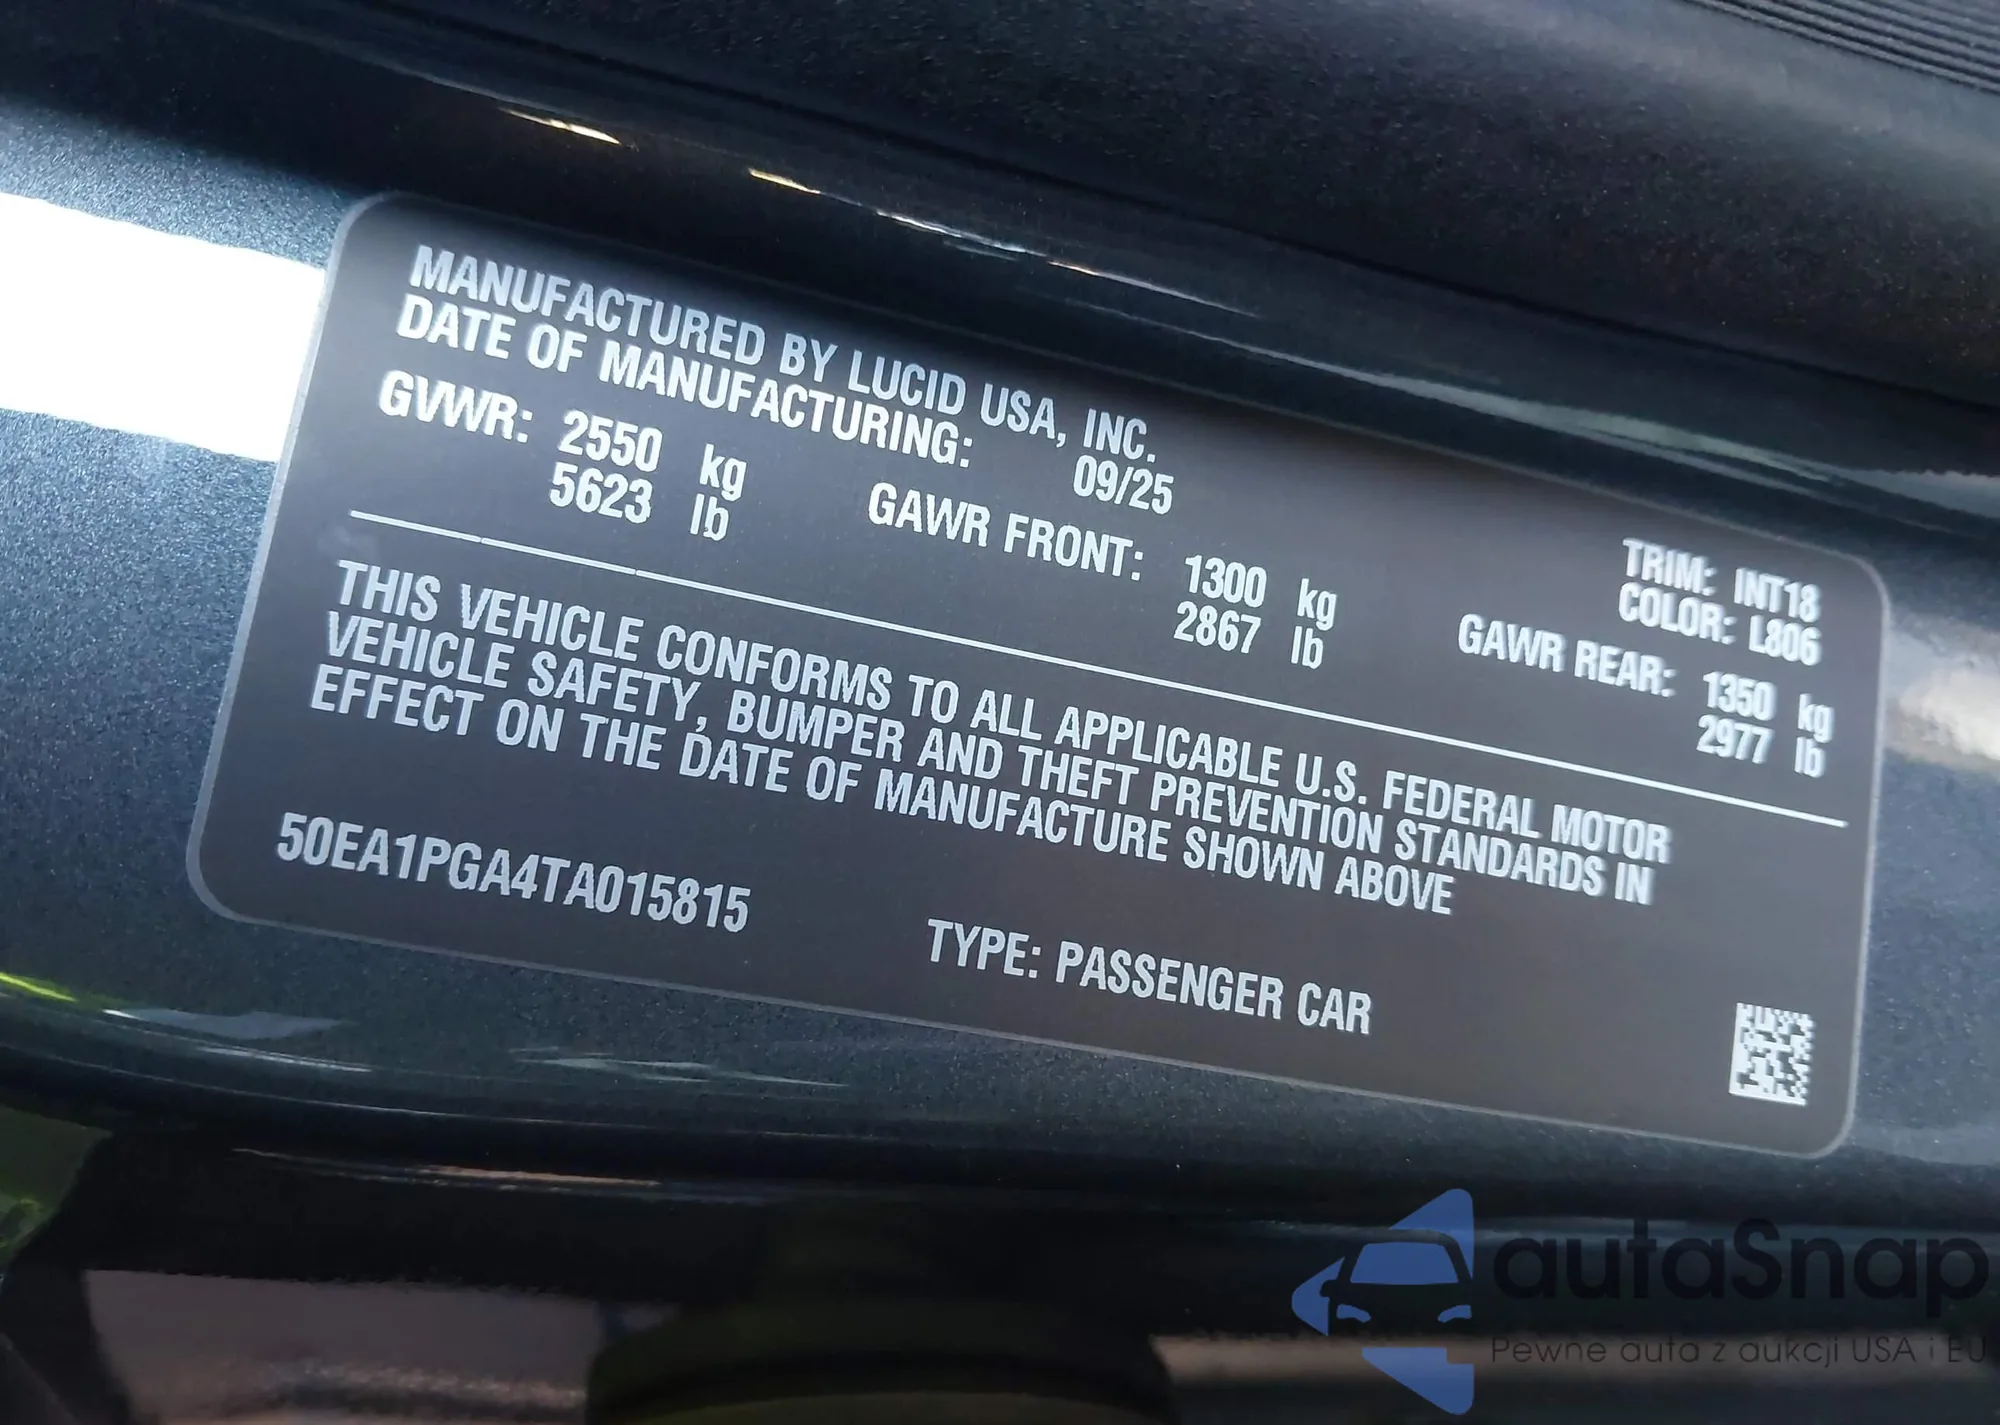 MANUFACTURED BY LUCID USA, INC.
DATE OF MANUFACTURING: 09/25
TRIM: INT18
COLOR: L806
GVWR: 2550 kg
5623 lb
GAWR FRONT: 1300 kg
2867 lb
GAWR REAR: 1350 kg
2977 lb
THIS VEHICLE CONFORMS TO ALL APPLICABLE U.S. FEDERAL MOTOR
VEHICLE SAFETY, BUMPER AND THEFT PREVENTION STANDARDS IN
EFFECT ON THE DATE OF MANUFACTURE SHOWN ABOVE
50EA1PGA4TA015815
TYPE: PASSENGER CAR
autaSnap
Pewne auta z aukcji USA i EU